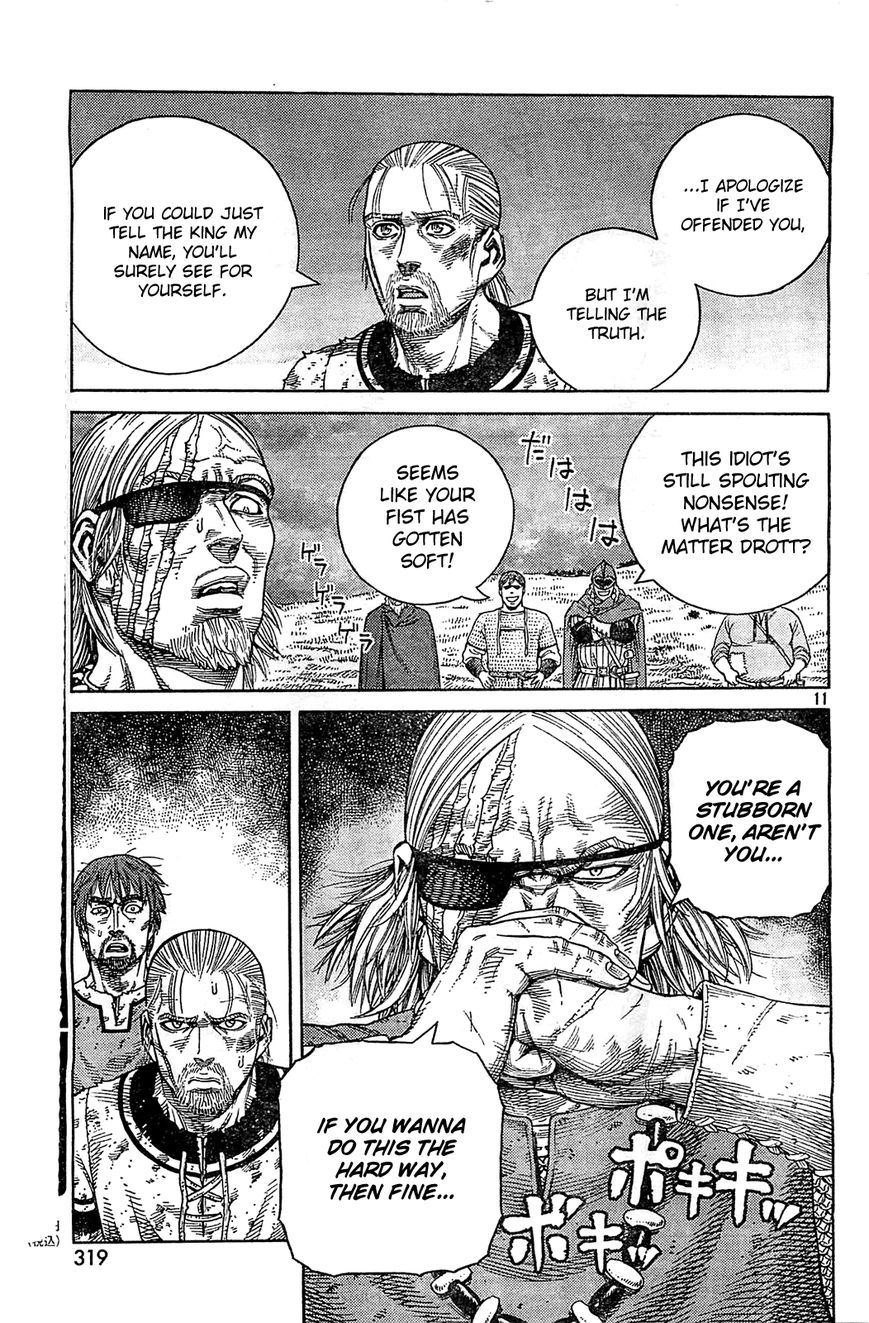 ...I APOLOGIZE
IF I'VE
OFFENDED YOU,
BUT I'M
TELLING THE
TRUTH.
IF YOU COULD JUST
TELL THE KING MY
NAME, YOU'LL
SURELY SEE FOR
YOURSELF.
THIS IDIOT'S
STILL SPOUTING
NONSENSE!
WHAT'S THE
MATTER DROTT?
だはははは
SEEMS
LIKE YOUR
FIST HAS
GOTTEN
SOFT!
ゲラゲラゲラ
11
YOU'RE A
STUBBORN
ONE, AREN'T
YOU...
IF YOU WANNA
DO THIS THE
HARD WAY,
THEN FINE...
ポキキッ
ボキッ
319